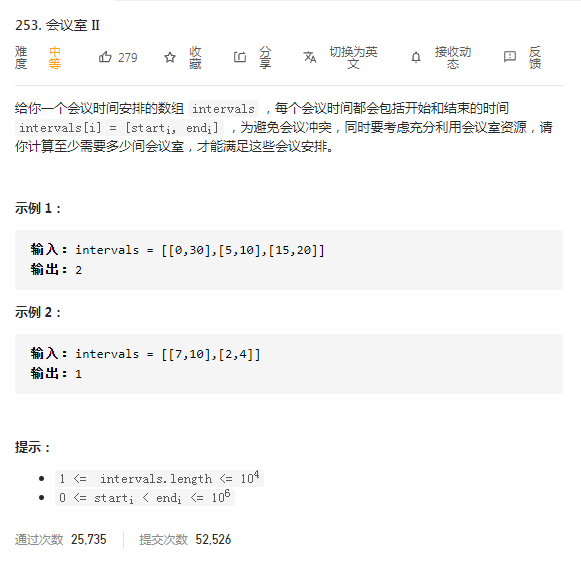 253. 会议室 II
难度 中等 279 收藏 分享 切换为英文 接收动态 反馈
给你一个会议时间安排的数组 intervals ，每个会议时间都会包括开始和结束的时间
intervals[i] = [starti, endi] ，为避免会议冲突，同时要考虑充分利用会议室资源，请
你计算至少需要多少间会议室，才能满足这些会议安排。
示例 1：
输入：intervals = [[0,30],[5,10],[15,20]]
输出：2
示例 2：
输入：intervals = [[7,10],[2,4]]
输出：1
提示：
1 <= intervals.length <= 10^4
0 <= starti < endi <= 10^6
通过次数 25,735 提交次数 52,526